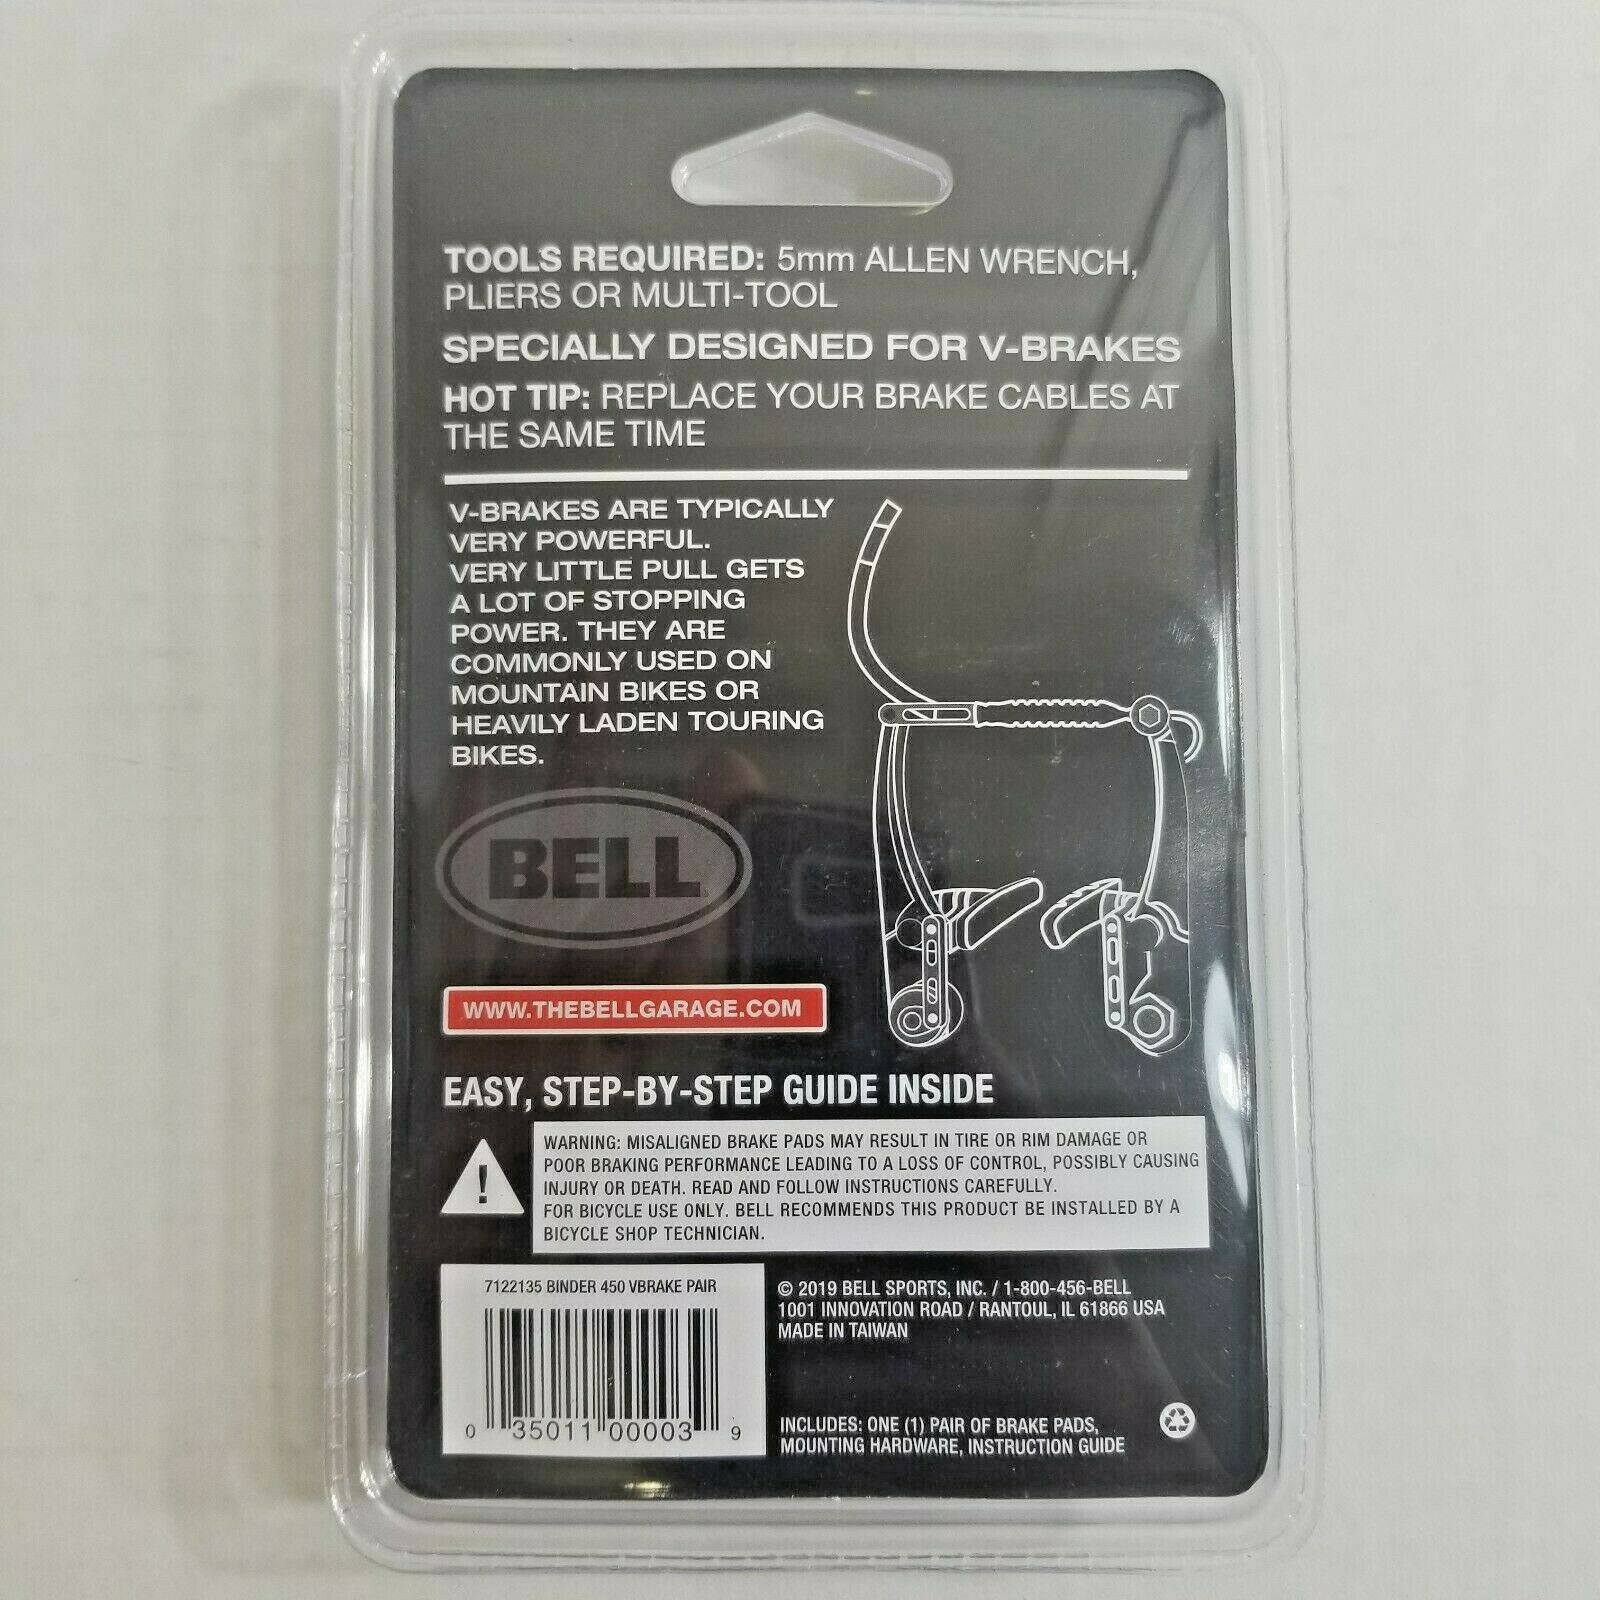 TOOLS REQUIRED: 5mm ALLEN WRENCH,
PLIERS OR MULTI-TOOL
SPECIALLY DESIGNED FOR V-BRAKES
HOT TIP: REPLACE YOUR BRAKE CABLES AT
THE SAME TIME
V-BRAKES ARE TYPICALLY
VERY POWERFUL.
VERY LITTLE PULL GETS
A LOT OF STOPPING
POWER. THEY ARE
COMMONLY USED ON
MOUNTAIN BIKES OR
HEAVILY LADEN TOURING
BIKES.
BELL
WWW.THEBELLGARAGE.COM
EASY, STEP-BY-STEP GUIDE INSIDE
!
WARNING: MISALIGNED BRAKE PADS MAY RESULT IN TIRE OR RIM DAMAGE OR
POOR BRAKING PERFORMANCE LEADING TO A LOSS OF CONTROL, POSSIBLY CAUSING
INJURY OR DEATH. READ AND FOLLOW INSTRUCTIONS CAREFULLY.
FOR BICYCLE USE ONLY. BELL RECOMMENDS THIS PRODUCT BE INSTALLED BY A
BICYCLE SHOP TECHNICIAN.
7122135 BINDER 450 VBRAKE PAIR
0 35011 00003 9
© 2019 BELL SPORTS, INC. / 1-800-456-BELL
1001 INNOVATION ROAD / RANTOUL, IL 61866 USA
MADE IN TAIWAN
INCLUDES: ONE (1) PAIR OF BRAKE PADS,
MOUNTING HARDWARE, INSTRUCTION GUIDE